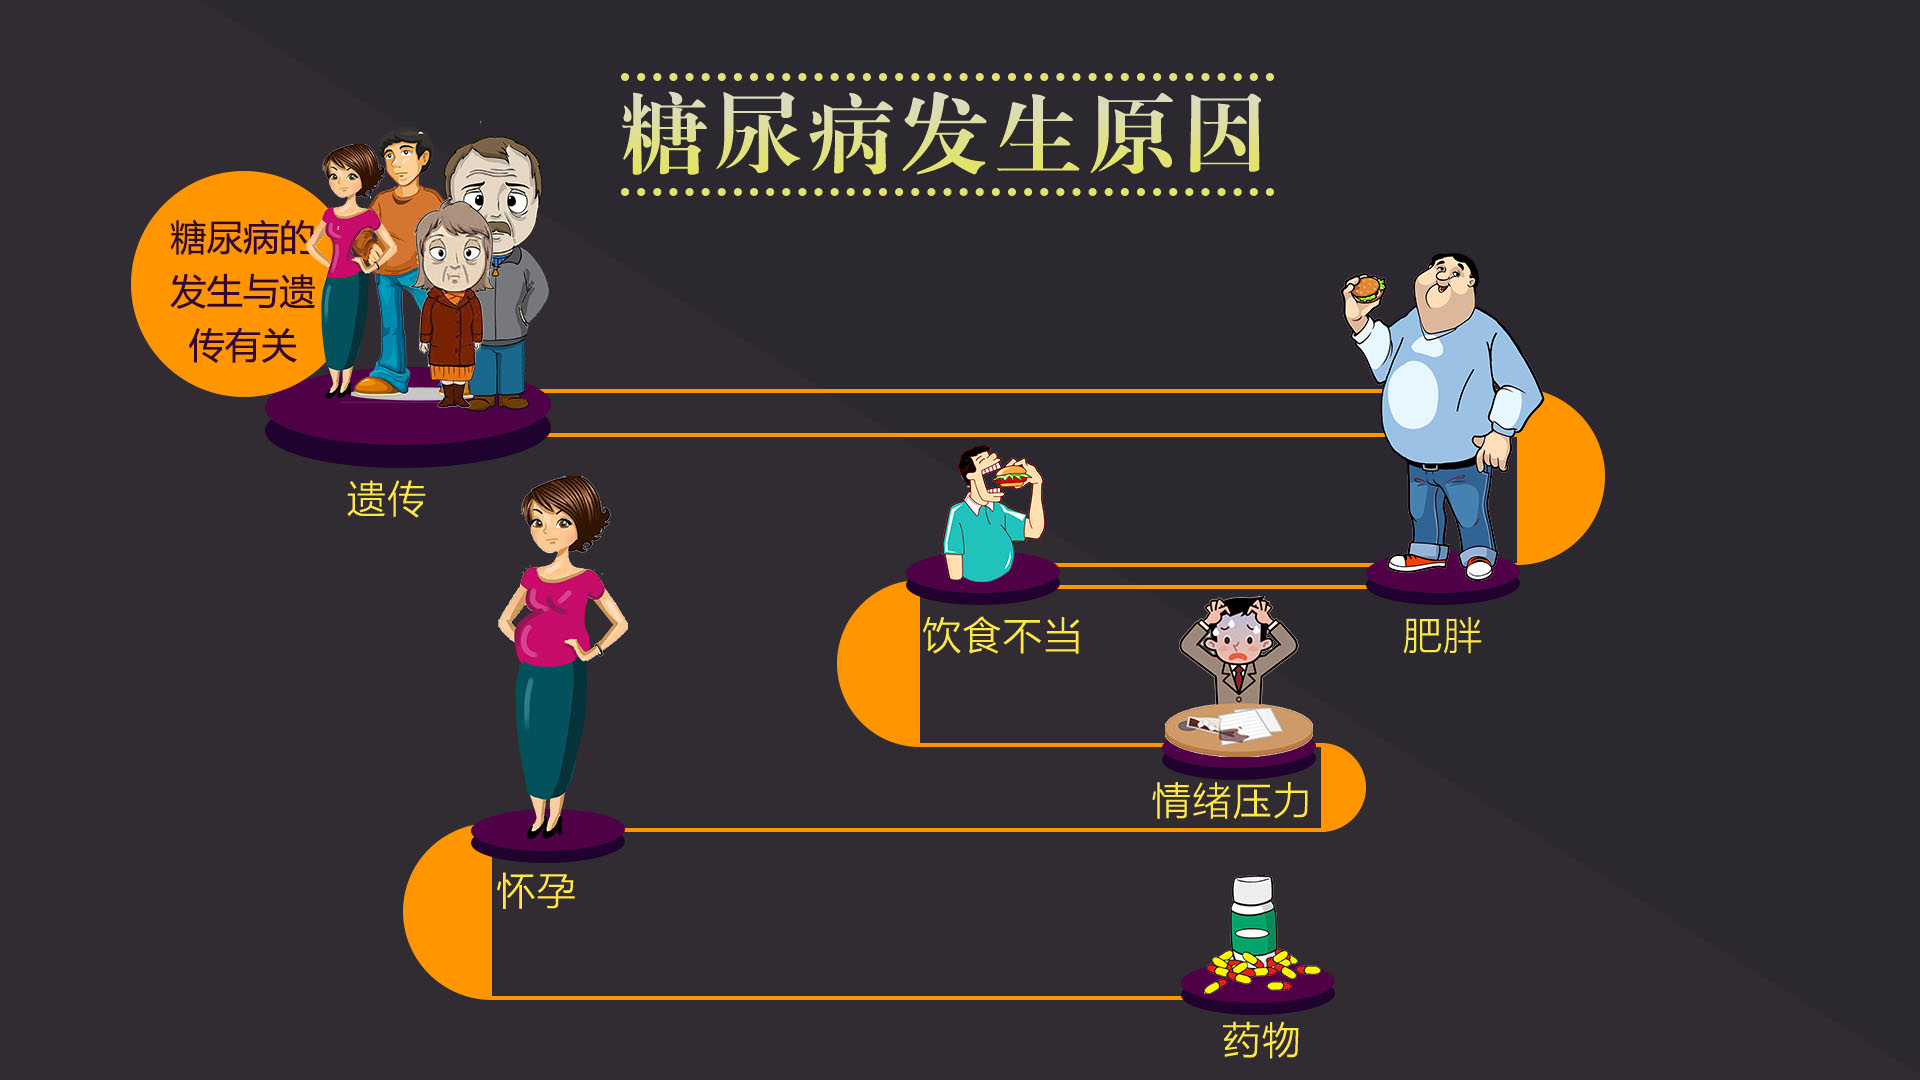 糖尿病发生原因
糖尿病的
发生与遗
传有关
遗传
饮食不当
肥胖
情绪压力
怀孕
药物